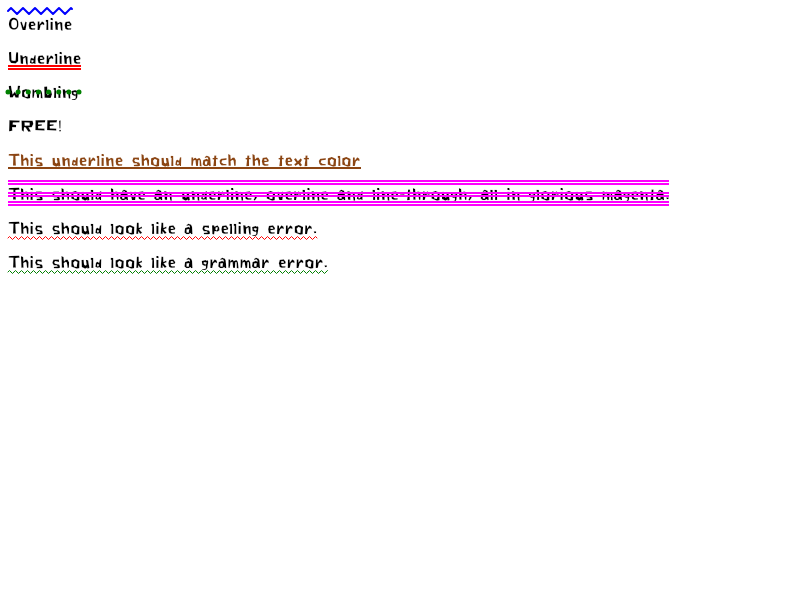 Overline
Underline
Wombling
FREE!
This underline should match the text color
This should have an underline, overline and line-through, all in glorious magenta.
This should look like a spelling error.
This should look like a grammar error.